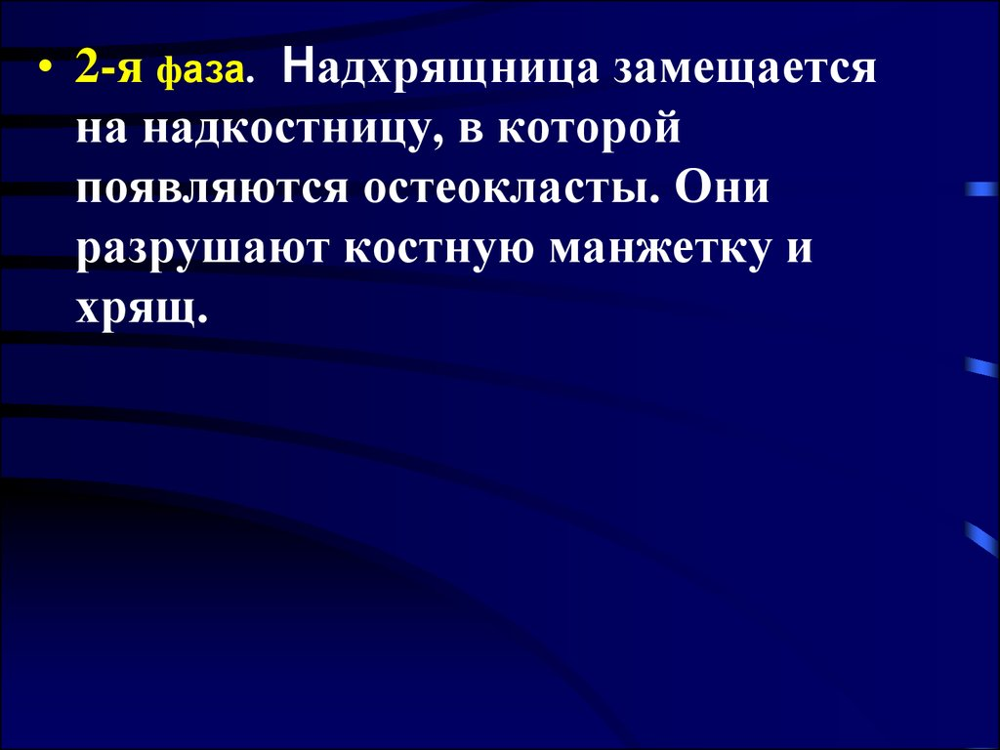 • 2-я фаза. Надхрящница замещается
на надкостницу, в которой
появляются остеокласты. Они
разрушают костную манжетку и
хрящ.